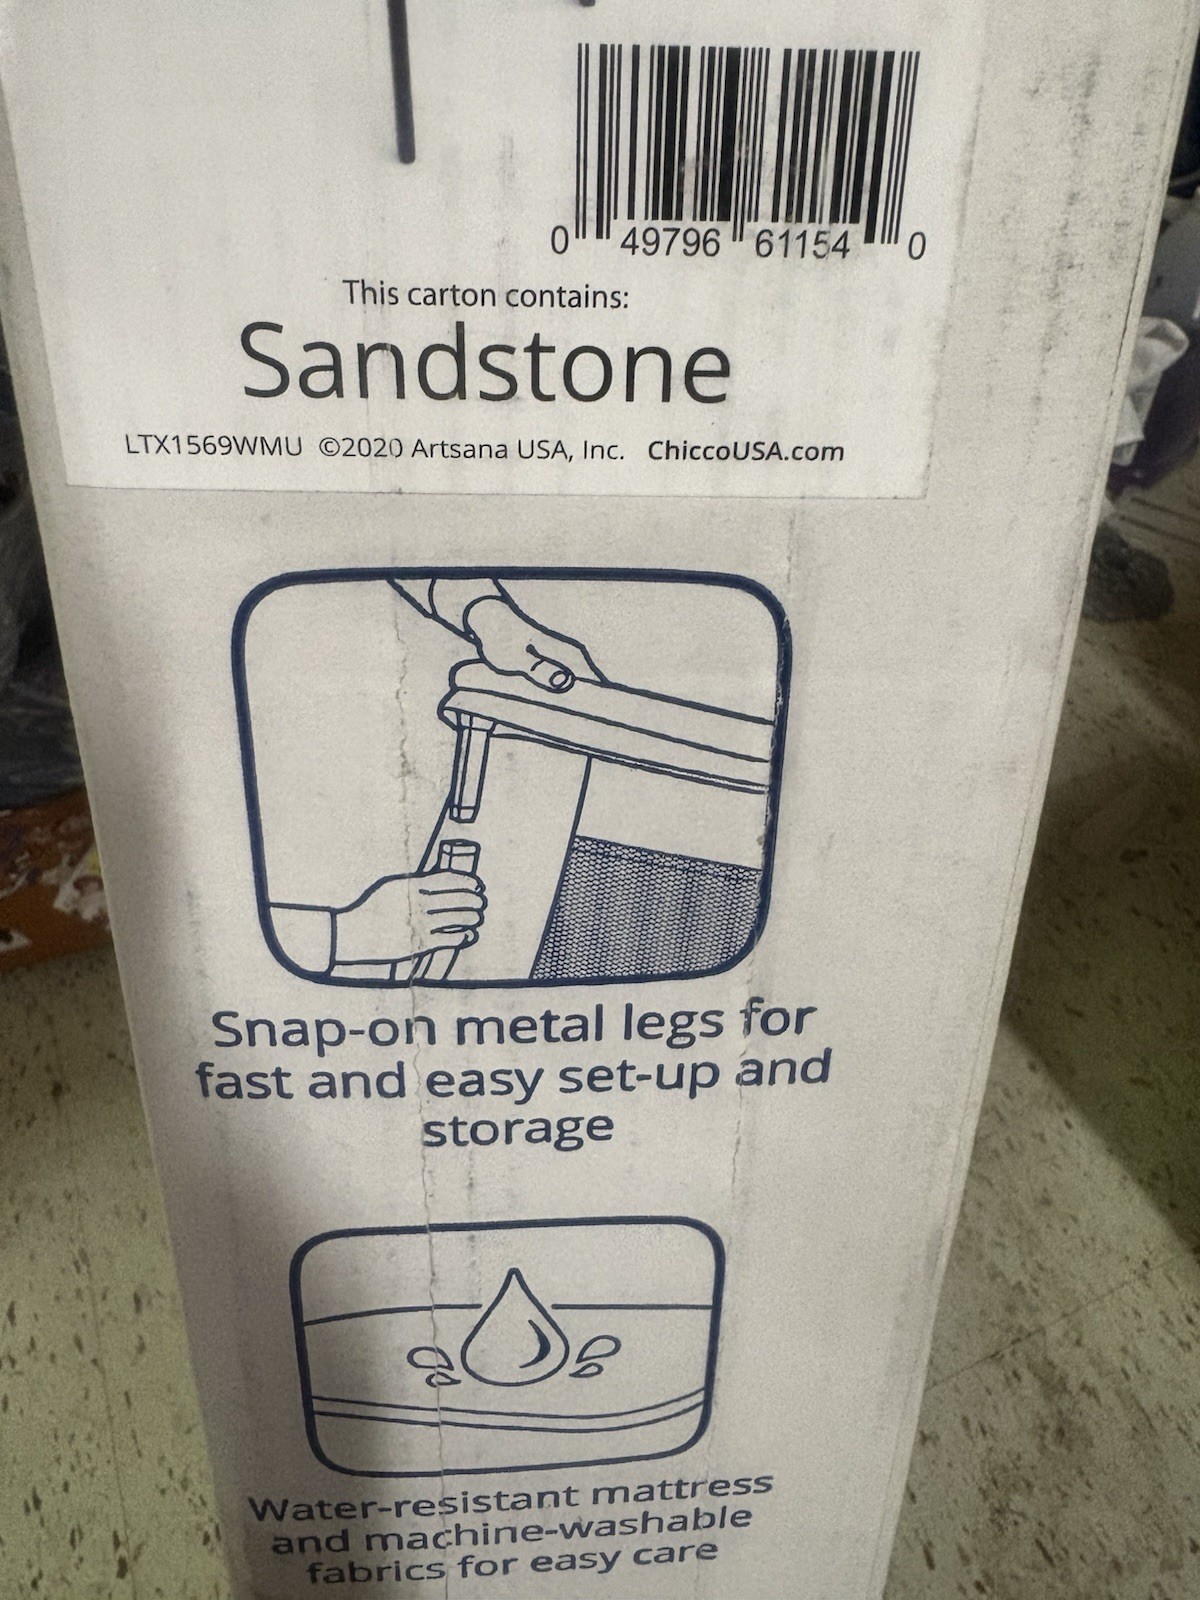 0 49796 61154 0
This carton contains:
Sandstone
LTX1569WMU ©2020 Artsana USA, Inc. ChiccoUSA.com
Snap-on metal legs for
fast and easy set-up and
storage
Water-resistant mattress
and machine-washable
fabrics for easy care